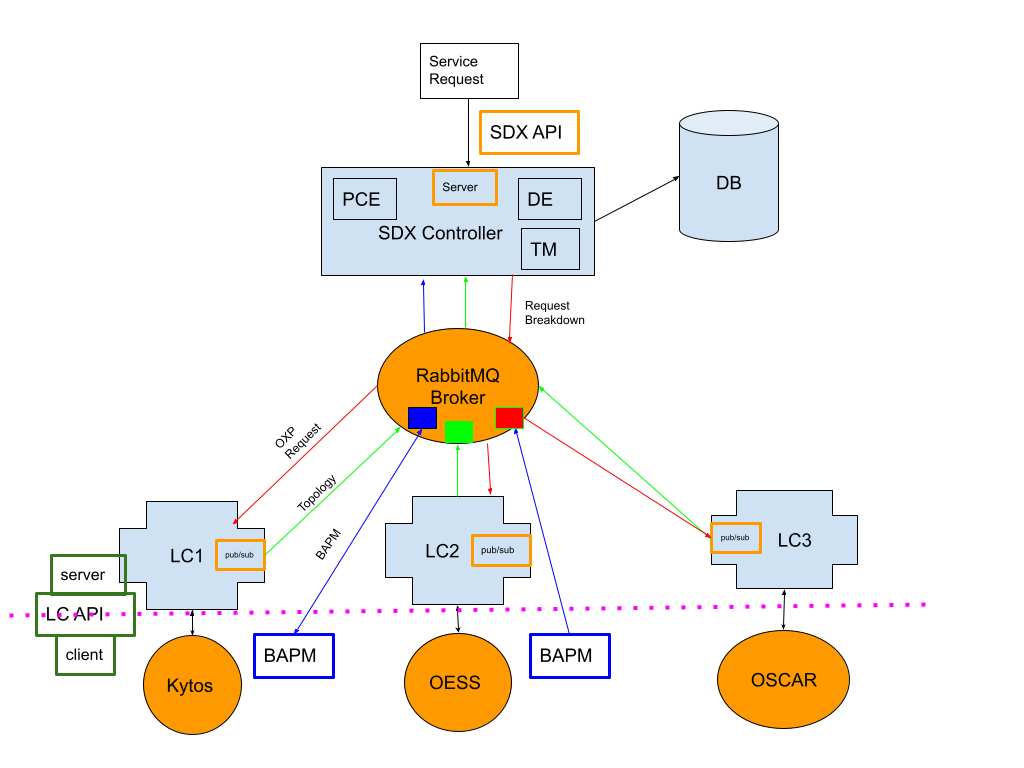 Service
Request
SDX API
PCE
Server
DE
SDX Controller
TM
DB
Request
Breakdown
RabbitMQ
Broker
OXP
Request
Topology
BAPM
LC1
pub/sub
LC2
pub/sub
pub/sub
LC3
server
LC API
client
Kytos
BAPM
OESS
BAPM
OSCAR